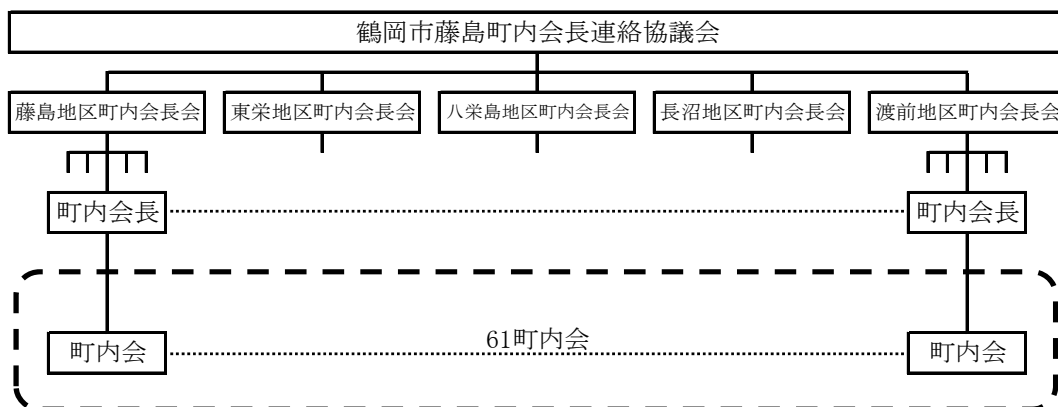 鶴岡市藤島町内会長連絡協議会
藤島地区町内会長会
東栄地区町内会長会
八栄島地区町内会長会
長沼地区町内会長会
渡前地区町内会長会
町内会長
町内会長
町内会
61町内会
町内会